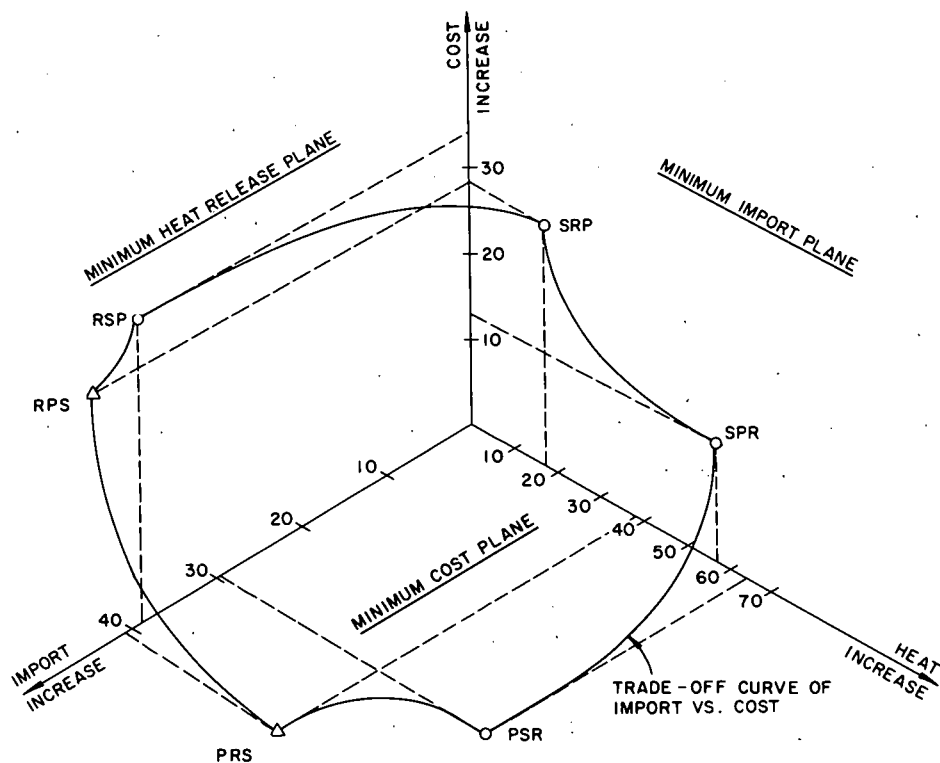 COST
INCREASE
MINIMUM HEAT RELEASE PLANE
MINIMUM IMPORT PLANE
30
SRP
20
RSP
10
RPS
SPR
10
10
20
20
30
MINIMUM COST PLANE
40
30
50
60
70
40
IMPORT
INCREASE
HEAT
INCREASE
TRADE-OFF CURVE OF
IMPORT VS. COST
PRS
PSR